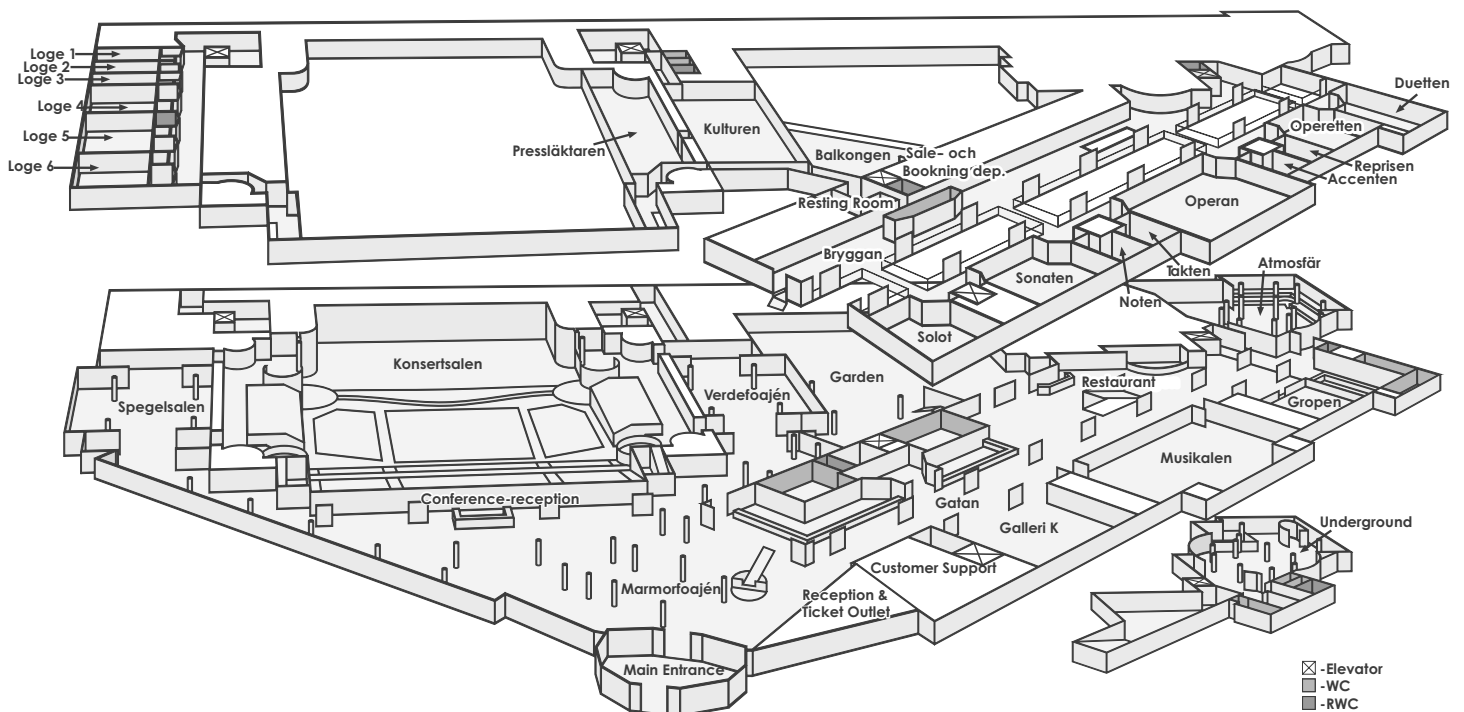 Loge 1
Loge 2
Loge 3
Loge 4
Loge 5
Loge 6
Pressläktaren
Kulturen
Balkongen
Sale- och
Bookning dep.
Resting Room
Bryggan
Duetten
Operetten
Reprisen
Accenten
Operan
Takten
Noten
Sonaten
Solot
Atmosfär
Konsertsalen
Spegelsalen
Verdefoajén
Garden
Restaurant
Gropen
Musikalen
Conference-reception
Gatan
Galleri K
Customer Support
Marmorfoajén
Reception &
Ticket Outlet
Main Entrance
Underground
-Elevator
-WC
-RWC